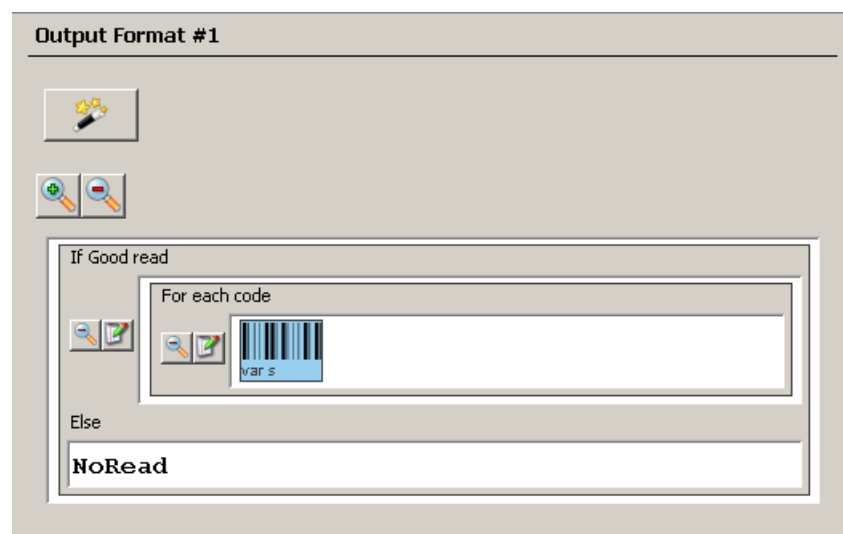 Output Format #1
If Good read
For each code
var s
Else
NoRead